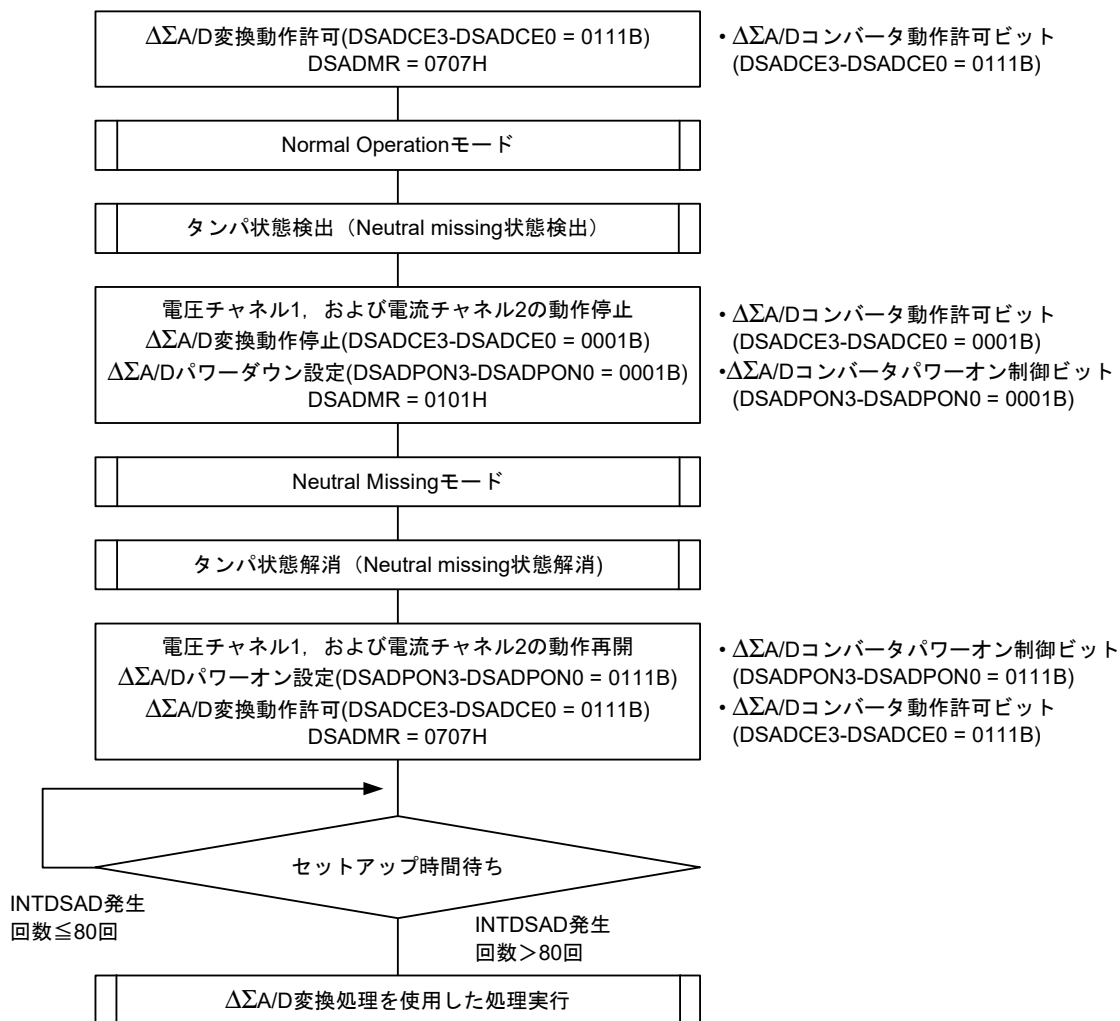 ΔΣA/D変換動作許可(DSADCE3-DSADCE0 = 0111B)
DSADMR = 0707H
• ΔΣA/Dコンバータ動作許可ビット
(DSADCE3-DSADCE0 = 0111B)
Normal Operationモード
タンパ状態検出（Neutral missing状態検出）
電圧チャネル1，および電流チャネル2の動作停止
ΔΣA/D変換動作停止(DSADCE3-DSADCE0 = 0001B)
ΔΣA/Dパワーダウン設定(DSADPON3-DSADPON0 = 0001B)
DSADMR = 0101H
• ΔΣA/Dコンバータ動作許可ビット
(DSADCE3-DSADCE0 = 0001B)
•ΔΣA/Dコンバータパワーオン制御ビット
(DSADPON3-DSADPON0 = 0001B)
Neutral Missingモード
タンパ状態解消（Neutral missing状態解消)
電圧チャネル1，および電流チャネル2の動作再開
ΔΣA/Dパワーオン設定(DSADPON3-DSADPON0 = 0111B)
ΔΣA/D変換動作許可(DSADCE3-DSADCE0 = 0111B)
DSADMR = 0707H
• ΔΣA/Dコンバータパワーオン制御ビット
(DSADPON3-DSADPON0 = 0111B)
• ΔΣA/Dコンバータ動作許可ビット
(DSADCE3-DSADCE0 = 0111B)
セットアップ時間待ち
INTDSAD発生
回数≦80回
INTDSAD発生
回数＞80回
ΔΣA/D変換処理を使用した処理実行